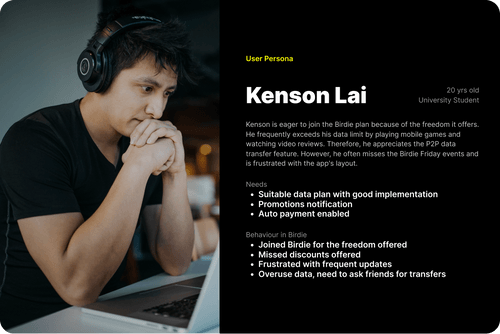 User Persona
Kenson Lai
20 yrs old
University Student
Kenson is eager to join the Birdie plan because of the freedom it offers.
He frequently exceeds his data limit by playing mobile games and
watching video reviews. Therefore, he appreciates the P2P data
transfer feature. However, he often misses the Birdie Friday events and
is frustrated with the app's layout.
Needs
• Suitable data plan with good implementation
• Promotions notification
• Auto payment enabled
Behaviour in Birdie
• Joined Birdie for the freedom offered
• Missed discounts offered
• Frustrated with frequent updates
• Overuse data, need to ask friends for transfers